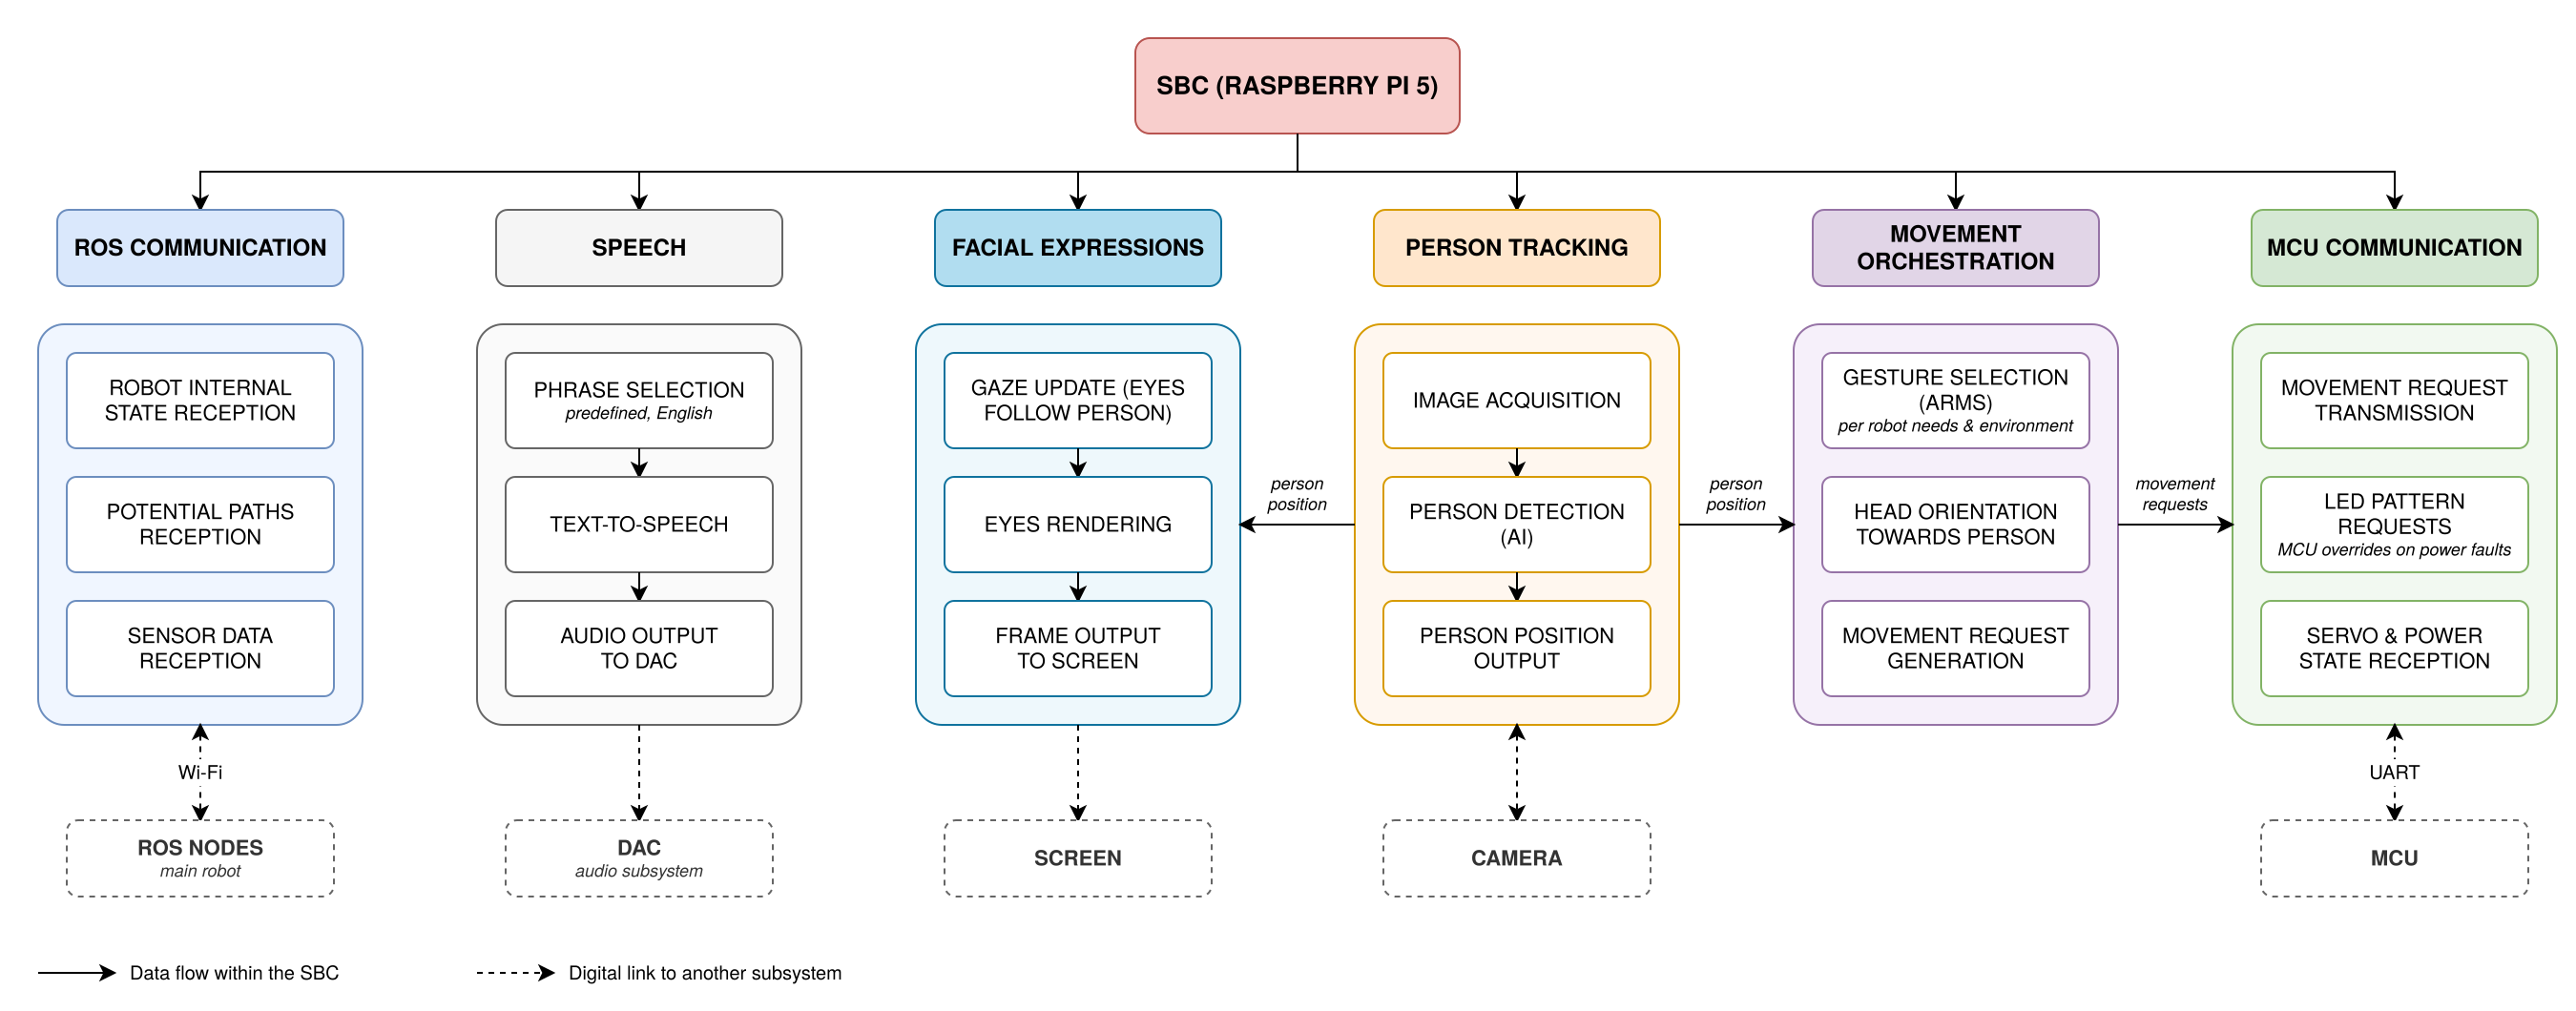 SBC (RASPBERRY PI 5)
ROS COMMUNICATION
SPEECH
FACIAL EXPRESSIONS
PERSON TRACKING
MOVEMENT
ORCHESTRATION
MCU COMMUNICATION
ROBOT INTERNAL
STATE RECEPTION
POTENTIAL PATHS
RECEPTION
SENSOR DATA
RECEPTION
Wi-Fi
ROS NODES
main robot
PHRASE SELECTION
predefined, English
TEXT-TO-SPEECH
AUDIO OUTPUT
TO DAC
DAC
audio subsystem
GAZE UPDATE (EYES
FOLLOW PERSON)
EYES RENDERING
FRAME OUTPUT
TO SCREEN
SCREEN
person
position
IMAGE ACQUISITION
PERSON DETECTION
(AI)
PERSON POSITION
OUTPUT
CAMERA
person
position
GESTURE SELECTION
(ARMS)
per robot needs & environment
HEAD ORIENTATION
TOWARDS PERSON
MOVEMENT REQUEST
GENERATION
movement
requests
MOVEMENT REQUEST
TRANSMISSION
LED PATTERN
REQUESTS
MCU overrides on power faults
SERVO & POWER
STATE RECEPTION
UART
MCU
Data flow within the SBC
Digital link to another subsystem